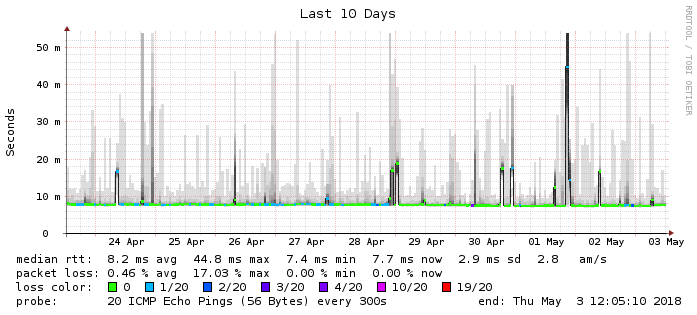 Last 10 Days
RRDTOOL / TOBI OETIKER
Seconds
50 m
40 m
30 m
20 m
10 m
0
24 Apr 25 Apr 26 Apr 27 Apr 28 Apr 29 Apr 30 Apr 01 May 02 May 03 May
median rtt: 8.2 ms avg 44.8 ms max 7.4 ms min 7.7 ms now 2.9 ms sd 2.8 am/s
packet loss: 0.46 % avg 17.03 % max 0.00 % min 0.00 % now
loss color: 0 1/20 2/20 3/20 4/20 10/20 19/20
probe: 20 ICMP Echo Pings (56 Bytes) every 300s end: Thu May 3 12:05:10 2018